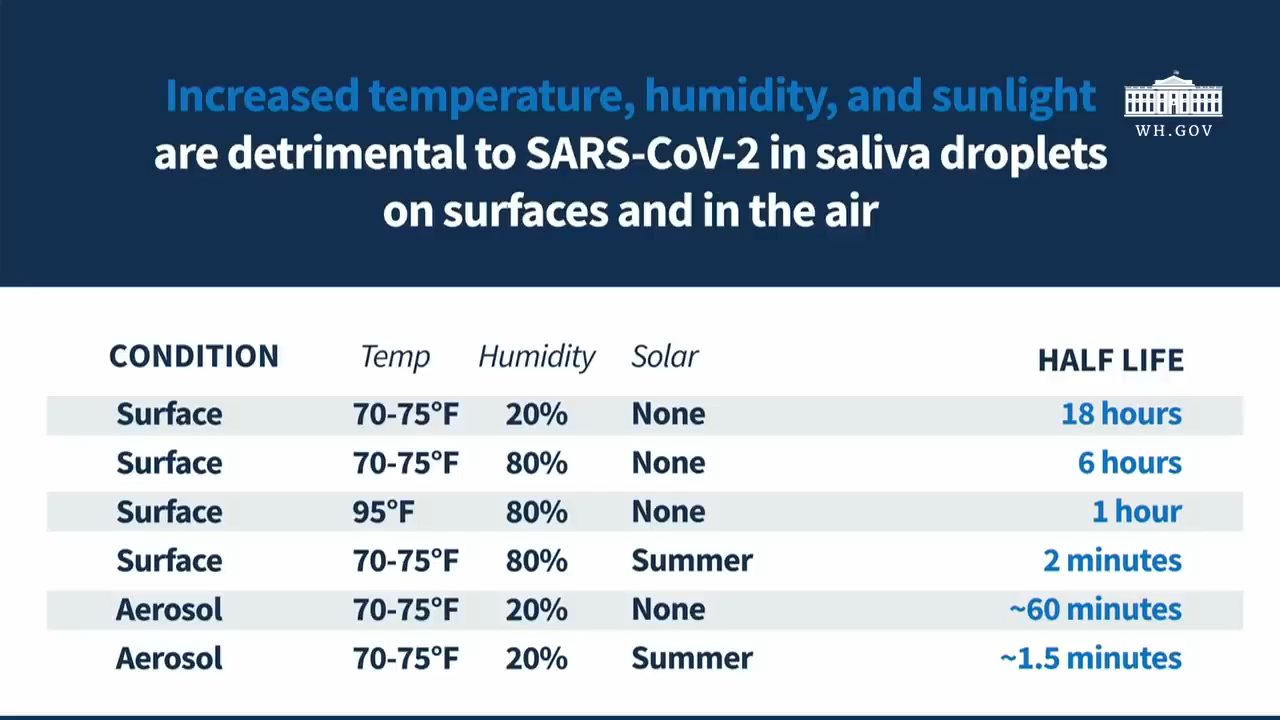 Increased temperature, humidity, and sunlight
are detrimental to SARS-CoV-2 in saliva droplets
on surfaces and in the air
WH.GOV
CONDITION Temp Humidity Solar HALF LIFE
Surface 70-75°F 20% None 18 hours
Surface 70-75°F 80% None 6 hours
Surface 95°F 80% None 1 hour
Surface 70-75°F 80% Summer 2 minutes
Aerosol 70-75°F 20% None ~60 minutes
Aerosol 70-75°F 20% Summer ~1.5 minutes